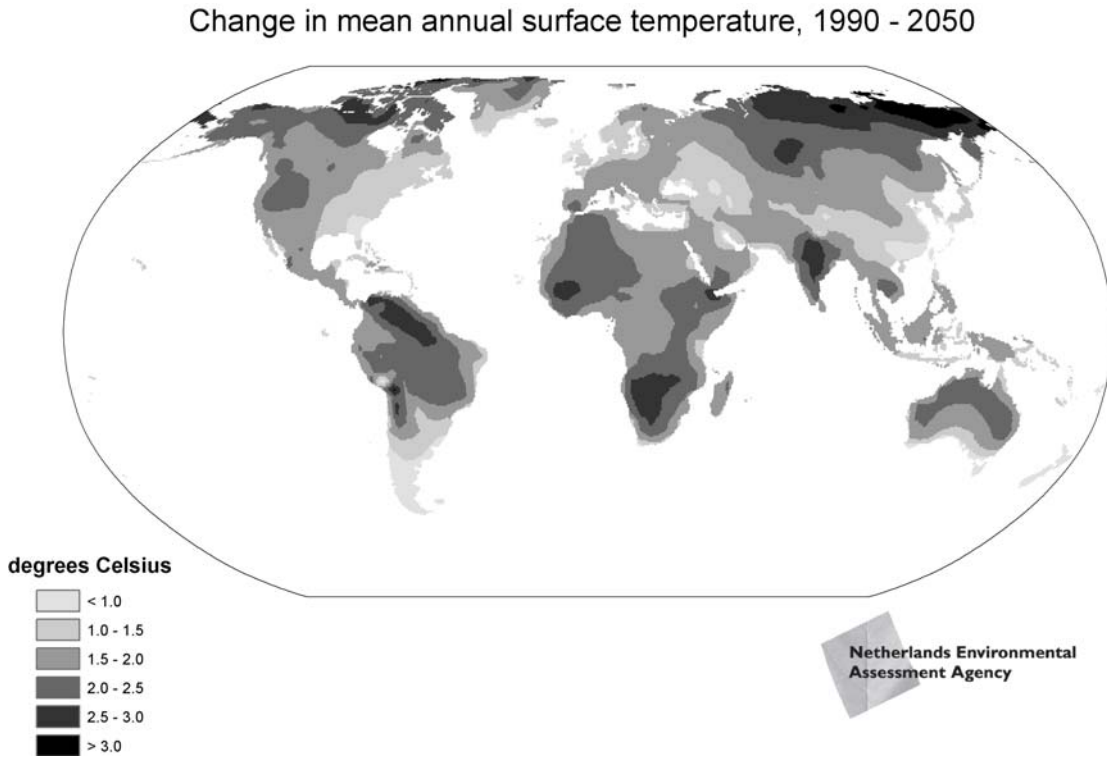 Change in mean annual surface temperature, 1990 - 2050
degrees Celsius
< 1.0
1.0 - 1.5
1.5 - 2.0
2.0 - 2.5
2.5 - 3.0
> 3.0
Netherlands Environmental
Assessment Agency